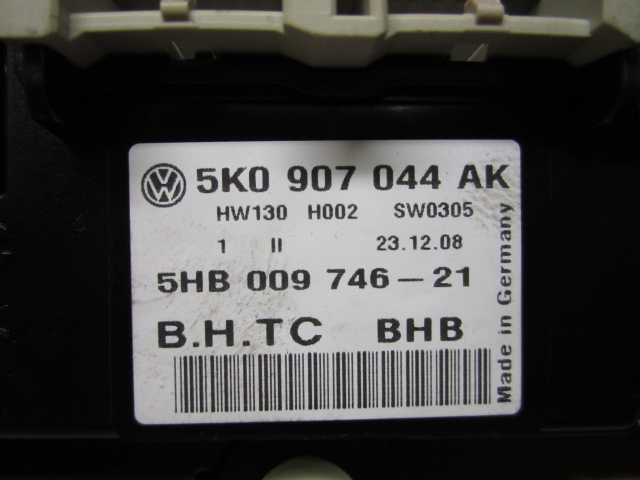 VW 5K0 907 044 AK
HW130 H002 SW0305
1 II 23.12.08
5HB 009 746-21
B.H.TC BHB
Made in Germany